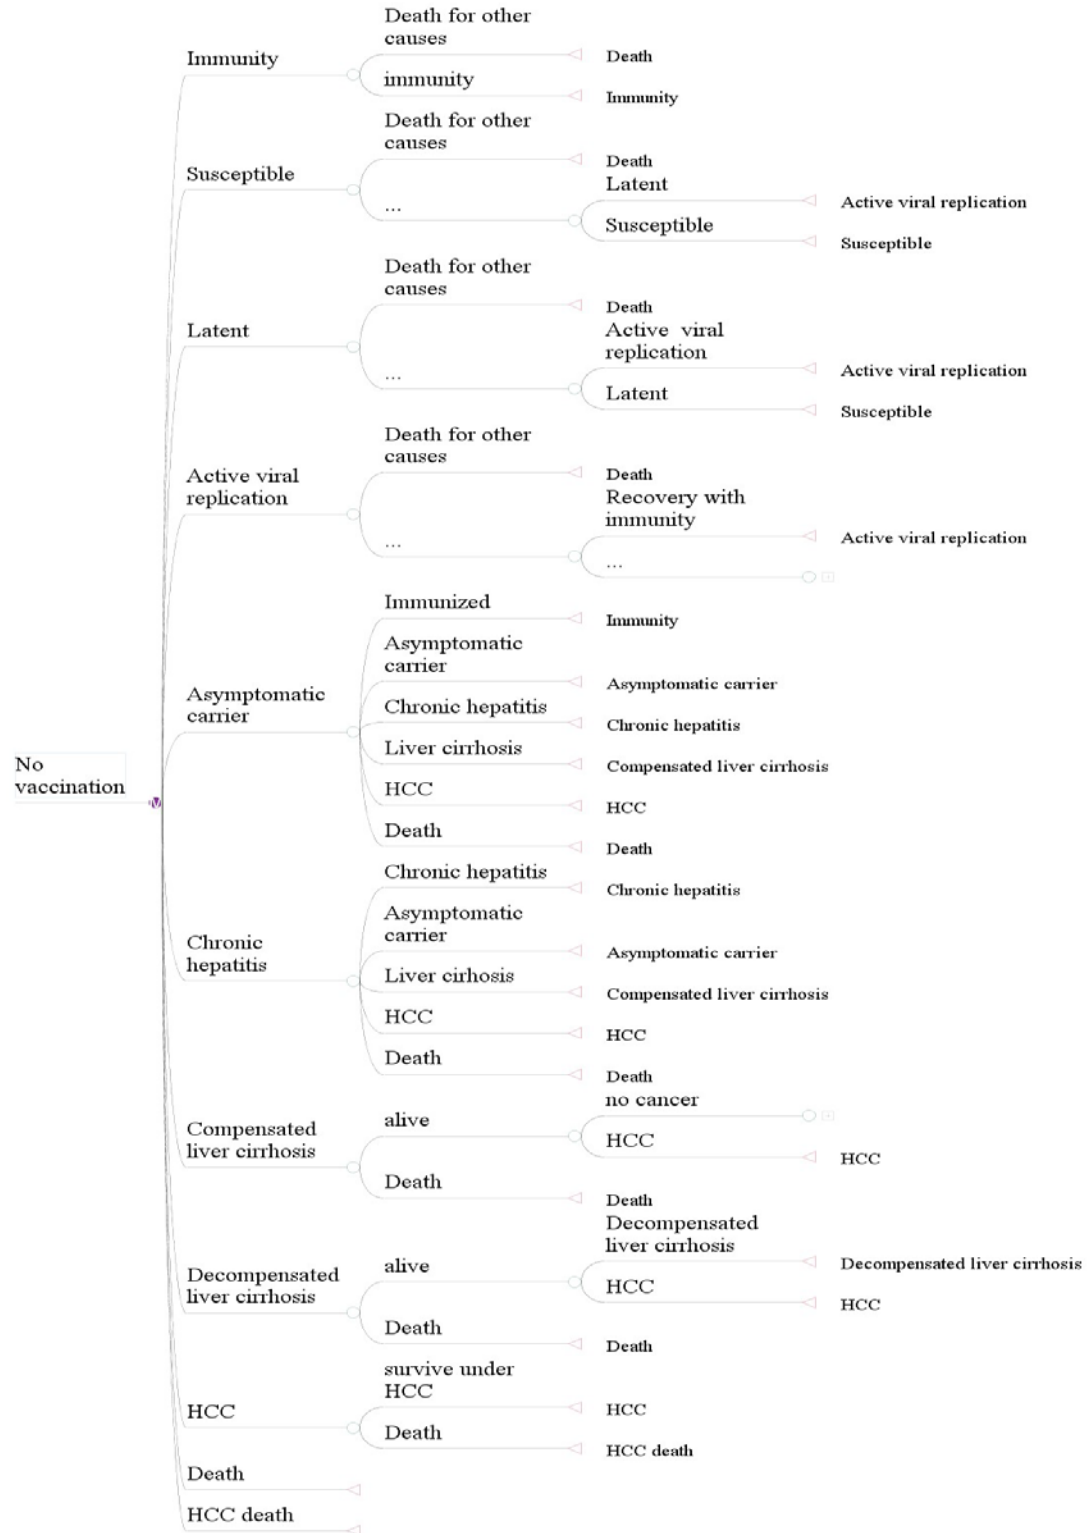 Death for other
causes
Death
Immunity
immunity
Immunity
Death for other
causes
Death
Susceptible
Latent
Active viral replication
...
Susceptible
Susceptible
Death for other
causes
Death
Latent
Active viral
replication
Active viral replication
...
Latent
Susceptible
Death for other
causes
Death
Active viral
replication
Recovery with
immunity
Active viral replication
...
...
Immunized
Immunity
Asymptomatic
carrier
Asymptomatic carrier
Asymptomatic
carrier
Chronic hepatitis
Chronic hepatitis
Liver cirrhosis
Compensated liver cirrhosis
No
vaccination
M
HCC
HCC
Death
Death
Chronic hepatitis
Chronic hepatitis
Asymptomatic
carrier
Asymptomatic carrier
Chronic
hepatitis
Liver cirhosis
Compensated liver cirrhosis
HCC
HCC
Death
Death
no cancer
alive
Compensated
liver cirrhosis
HCC
HCC
Death
Death
Decompensated
liver cirrhosis
Decompensated liver cirrhosis
alive
Decompensated
liver cirrhosis
HCC
HCC
Death
Death
survive under
HCC
HCC
HCC
Death
HCC death
Death
HCC death